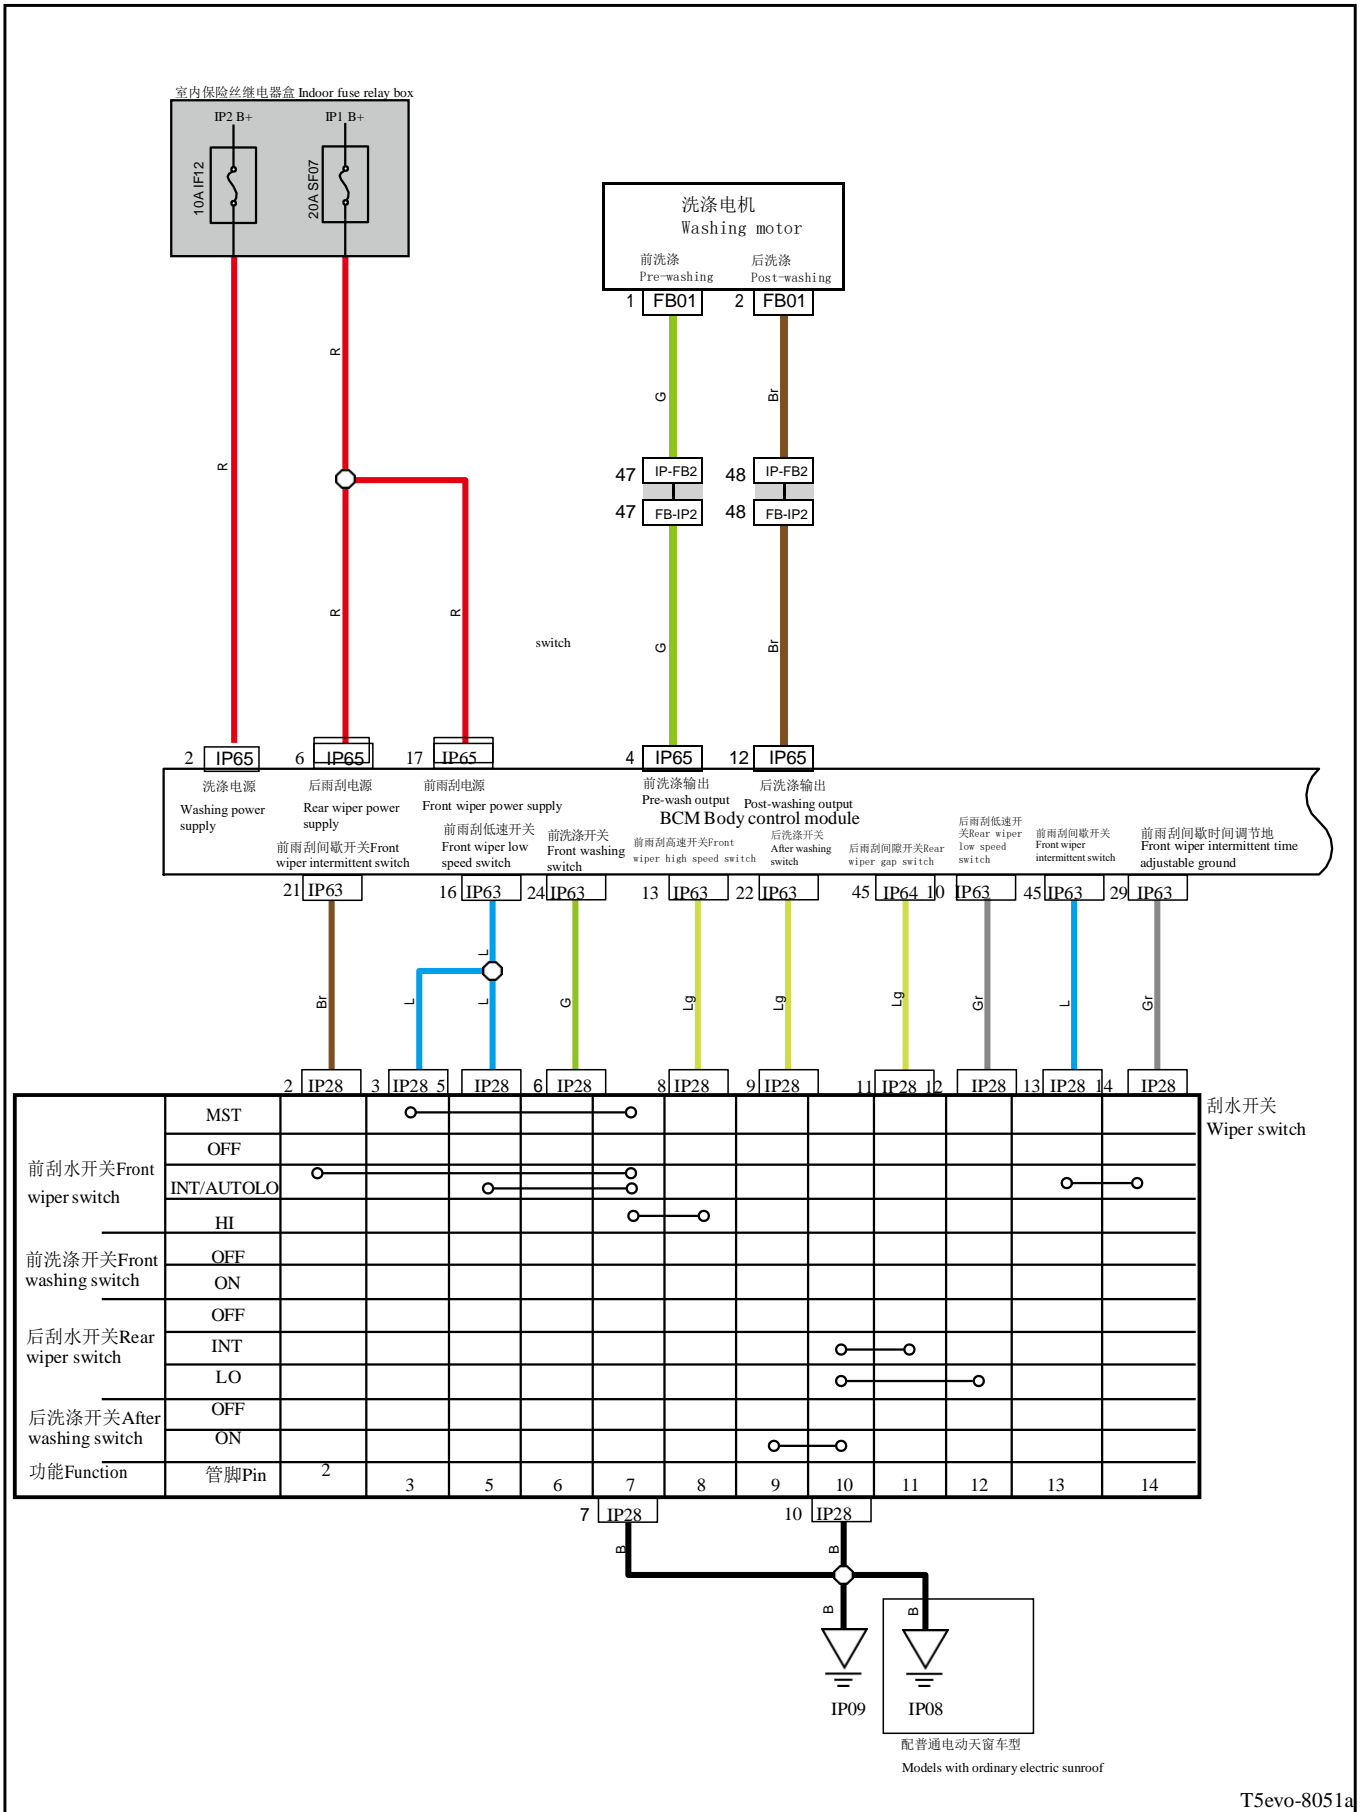 室内保险丝继电器盒 Indoor fuse relay box
IP2 B+
IP1 B+
10A IF12
20A SF07
洗涤电机
Washing motor
前洗涤
Pre-washing
后洗涤
Post-washing
1 FB01
2 FB01
R
G
Br
R
47 IP-FB2
48 IP-FB2
47 FB-IP2
48 FB-IP2
R
R
switch
G
Br
2 IP65
6 IP65
17 IP65
4 IP65
12 IP65
洗涤电源
Washing power
supply
后雨刮电源
Rear wiper power
supply
前雨刮电源
Front wiper power supply
前洗涤输出
Pre-wash output
后洗涤输出
Post-washing output
BCM Body control module
前雨刮间歇开关Front
wiper intermittent switch
前雨刮低速开关
Front wiper low
speed switch
前洗涤开关
Front washing
switch
前雨刮高速开关Front
wiper high speed switch
后洗涤开关
After washing
switch
后雨刮间隙开关Rear
wiper gap switch
后雨刮低速开
关Rear wiper
low speed
switch
前雨刮间歇开关
Front wiper
intermittent switch
前雨刮间歇时间调节地
Front wiper intermittent time
adjustable ground
21 IP63
16 IP63
24 IP63
13 IP63
22 IP63
45 IP64
10 IP63
45 IP63
29 IP63
L
Br
L
L
G
Lg
Lg
Lg
Gr
L
Gr
2 IP28
3 IP28
5 IP28
6 IP28
8 IP28
9 IP28
11 IP28
12 IP28
13 IP28
14 IP28
刮水开关
Wiper switch
前刮水开关Front
wiper switch
MST
OFF
INT/AUTOLO
HI
前洗涤开关Front
washing switch
OFF
ON
后刮水开关Rear
wiper switch
OFF
INT
LO
后洗涤开关After
washing switch
OFF
ON
功能Function 管脚Pin 2 3 5 6 7 8 9 10 11 12 13 14
7 IP28
10 IP28
B
B
B
B
IP09
IP08
配普通电动天窗车型
Models with ordinary electric sunroof
T5evo-8051a